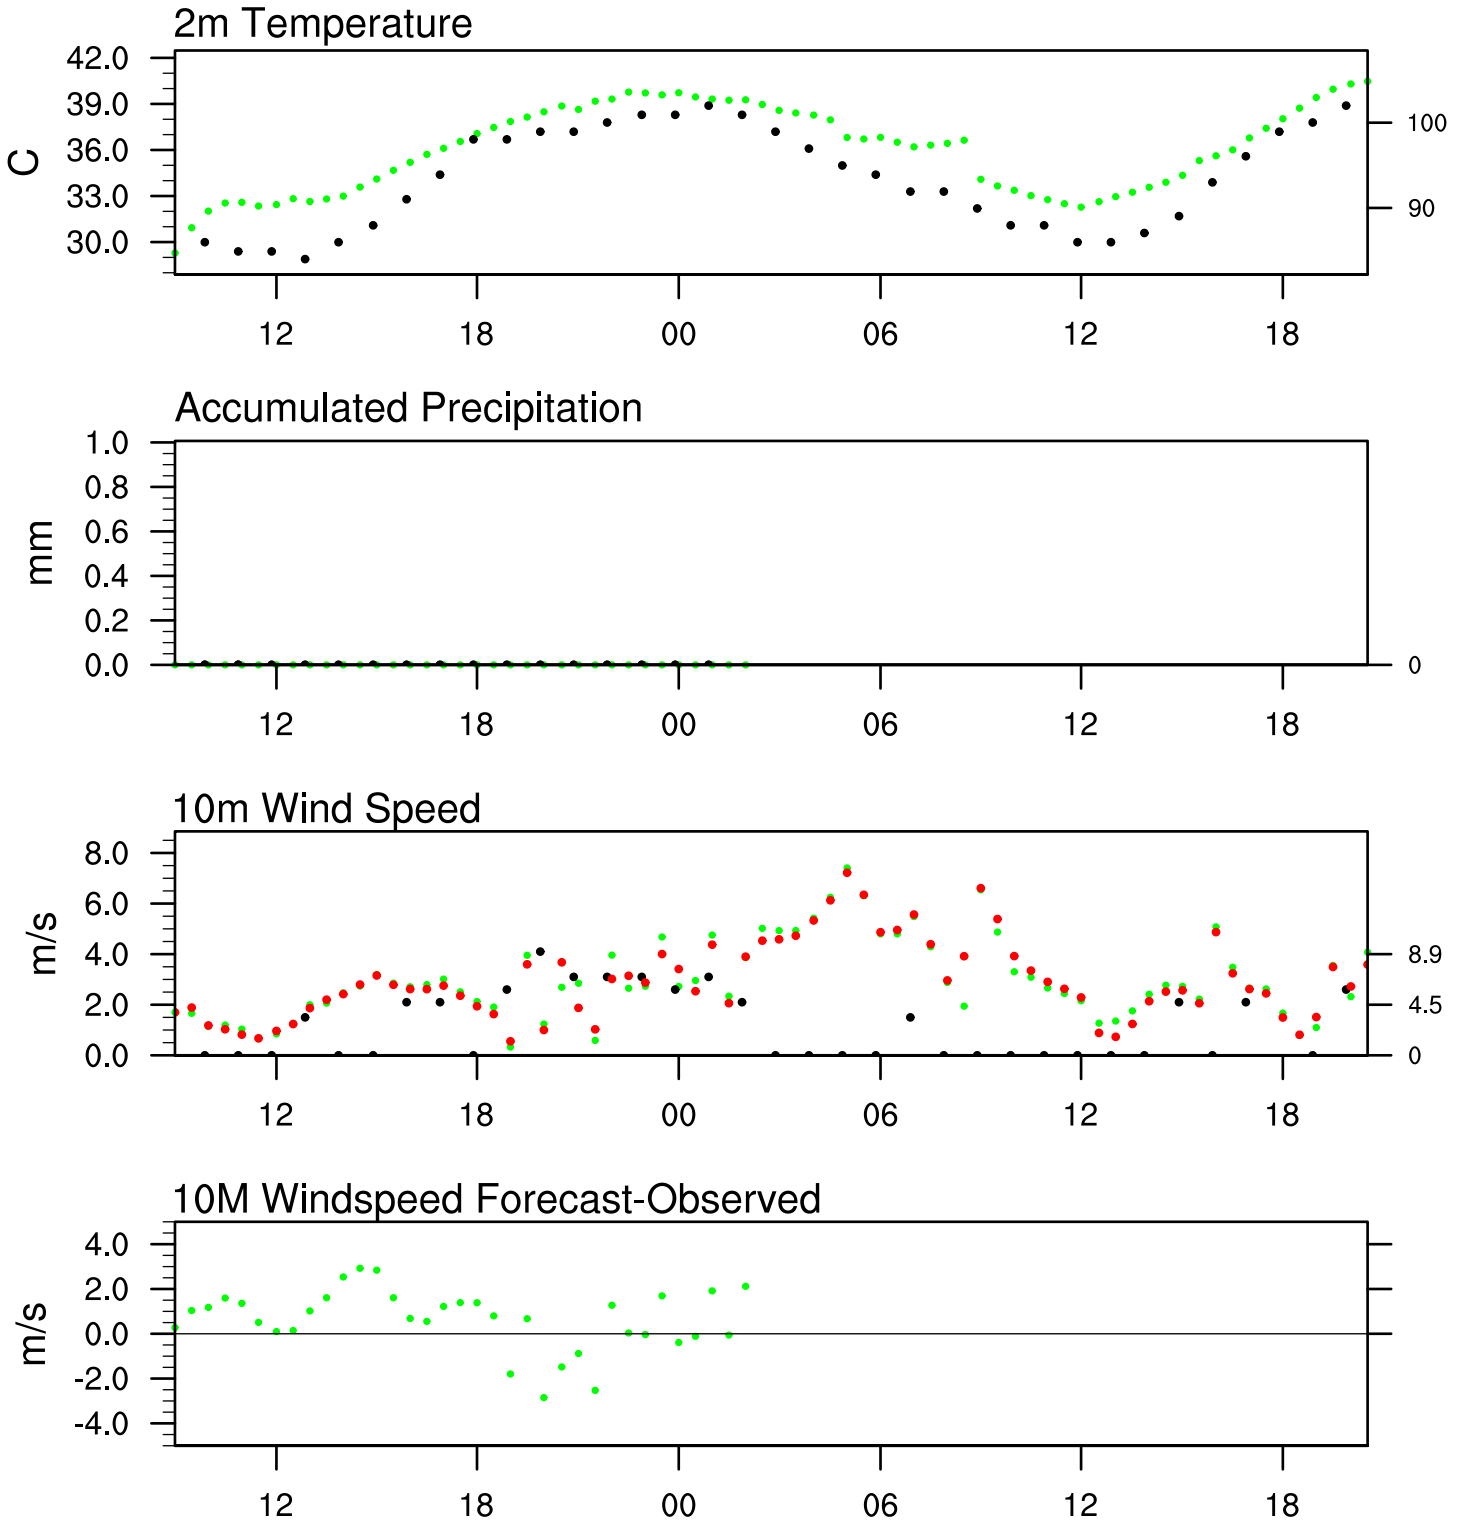 2m Temperature
42.0
39.0
36.0
33.0
30.0
C
100
90
12 18 00 06 12 18
Accumulated Precipitation
1.0
0.8
0.6
0.4
0.2
0.0
mm
0
12 18 00 06 12 18
10m Wind Speed
8.0
6.0
4.0
2.0
0.0
m/s
8.9
4.5
0
12 18 00 06 12 18
10M Windspeed Forecast-Observed
4.0
2.0
0.0
-2.0
-4.0
m/s
12 18 00 06 12 18